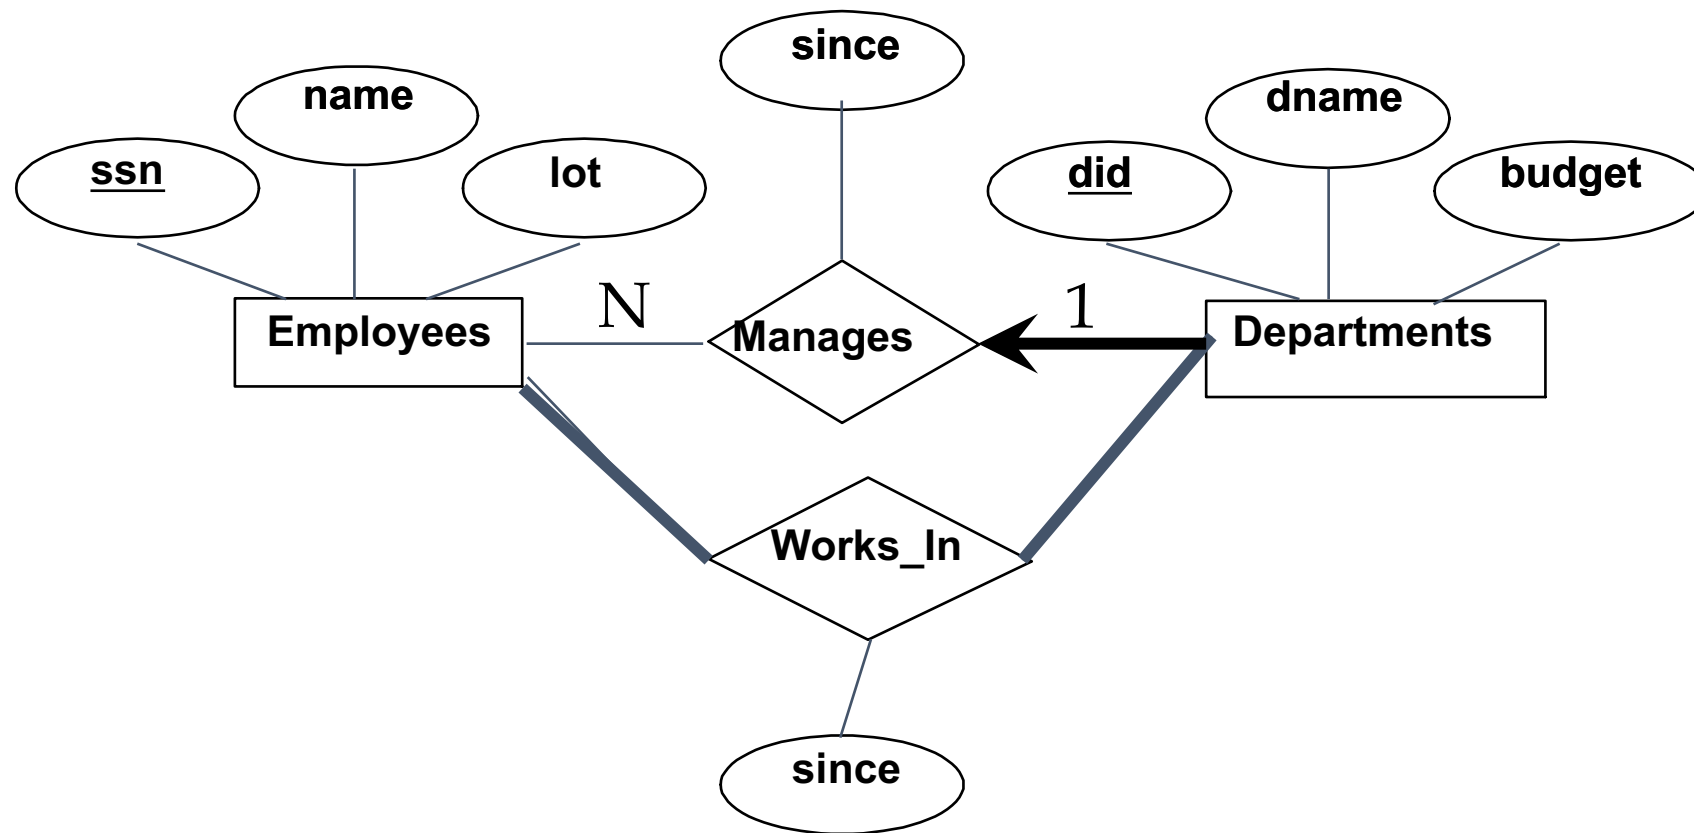 since
name
dname
ssn
lot
did
budget
N
1
Employees
Manages
Departments
Works_In
since